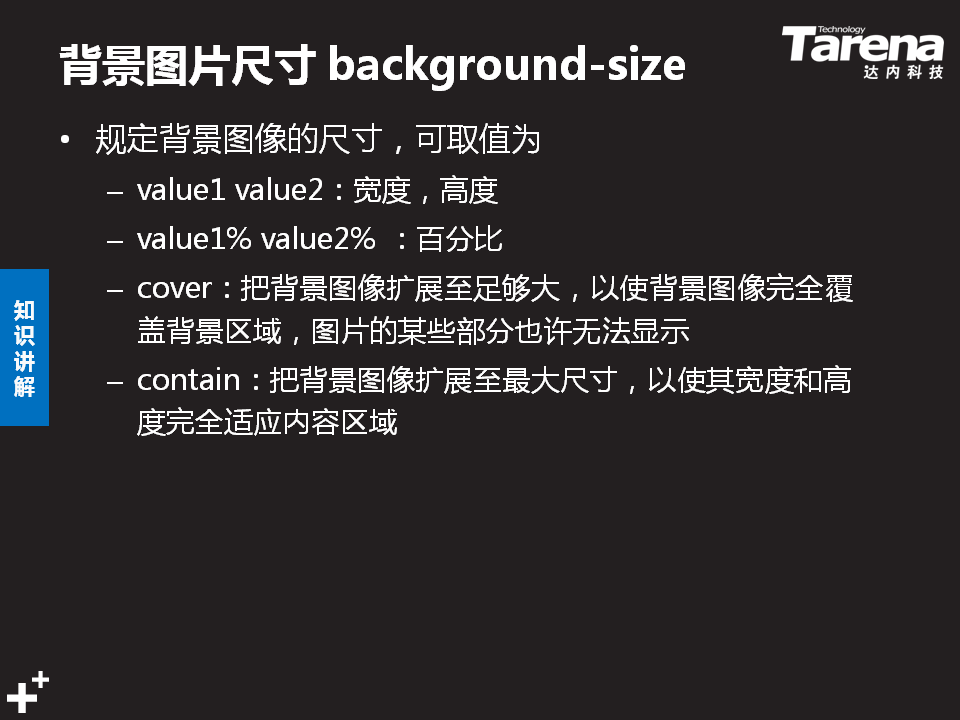 背景图片尺寸 background-size
Technology
Tarena
达内科技
• 规定背景图像的尺寸，可取值为
– value1 value2：宽度，高度
– value1% value2% ：百分比
– cover：把背景图像扩展至足够大，以使背景图像完全覆
盖背景区域，图片的某些部分也许无法显示
– contain：把背景图像扩展至最大尺寸，以使其宽度和高
度完全适应内容区域
知
识
讲
解